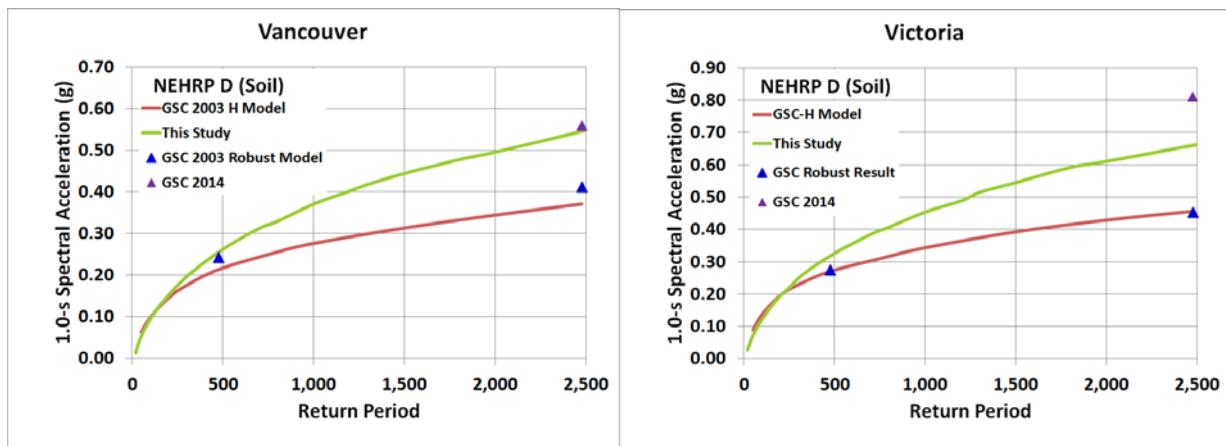 Vancouver
1.0-s Spectral Acceleration (g)
0.70
0.60
0.50
0.40
0.30
0.20
0.10
0.00
NEHRP D (Soil)
GSC 2003 H Model
This Study
GSC 2003 Robust Model
GSC 2014
0
500
1,000
1,500
2,000
2,500
Return Period
Victoria
1.0-s Spectral Acceleration (g)
0.90
0.80
0.70
0.60
0.50
0.40
0.30
0.20
0.10
0.00
NEHRP D (Soil)
GSC-H Model
This Study
GSC Robust Result
GSC 2014
0
500
1,000
1,500
2,000
2,500
Return Period